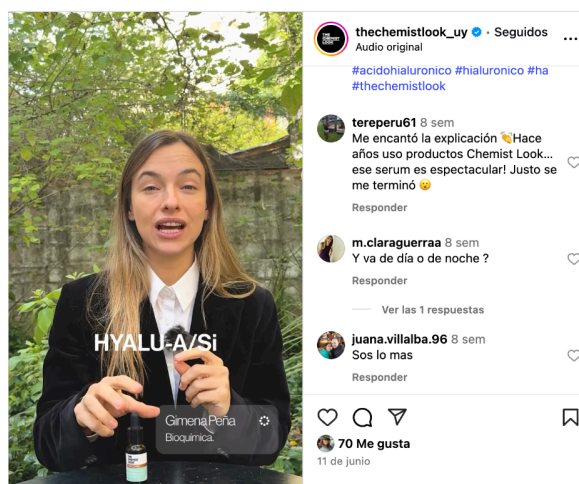 HYALU-A/Si
Gimena Peña
Bioquímica.
thechemistlook_uy · Seguidos
Audio original
#acidohialuronico #hialuronico #ha
#thechemistlook
tereperu61 8 sem
Me encantó la explicación 👏Hace
años uso productos Chemist Look...
ese serum es espectacular! Justo se
me terminó 😮
Responder
m.claraguerraa 8 sem
Y va de día o de noche ?
Responder
Ver las 1 respuestas
juana.villalba.96 8 sem
Sos lo mas
Responder
70 Me gusta
11 de junio